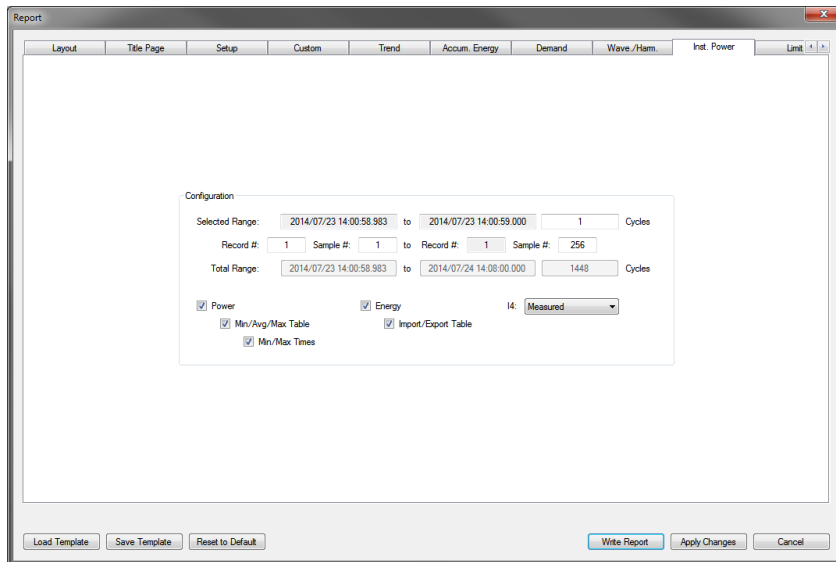 Report
Layout Title Page Setup Custom Trend Accum. Energy Demand Wave./Harm. Inst. Power Limit
Configuration
Selected Range: 2014/07/23 14:00:58.983 to 2014/07/23 14:00:59.000 1 Cycles
Record #: 1 Sample #: 1 to Record #: 1 Sample #: 256
Total Range: 2014/07/23 14:00:58.983 to 2014/07/24 14:08:00.000 1448 Cycles
Power Energy I4: Measured
Min/Avg/Max Table Import/Export Table
Min/Max Times
Load Template Save Template Reset to Default Write Report Apply Changes Cancel